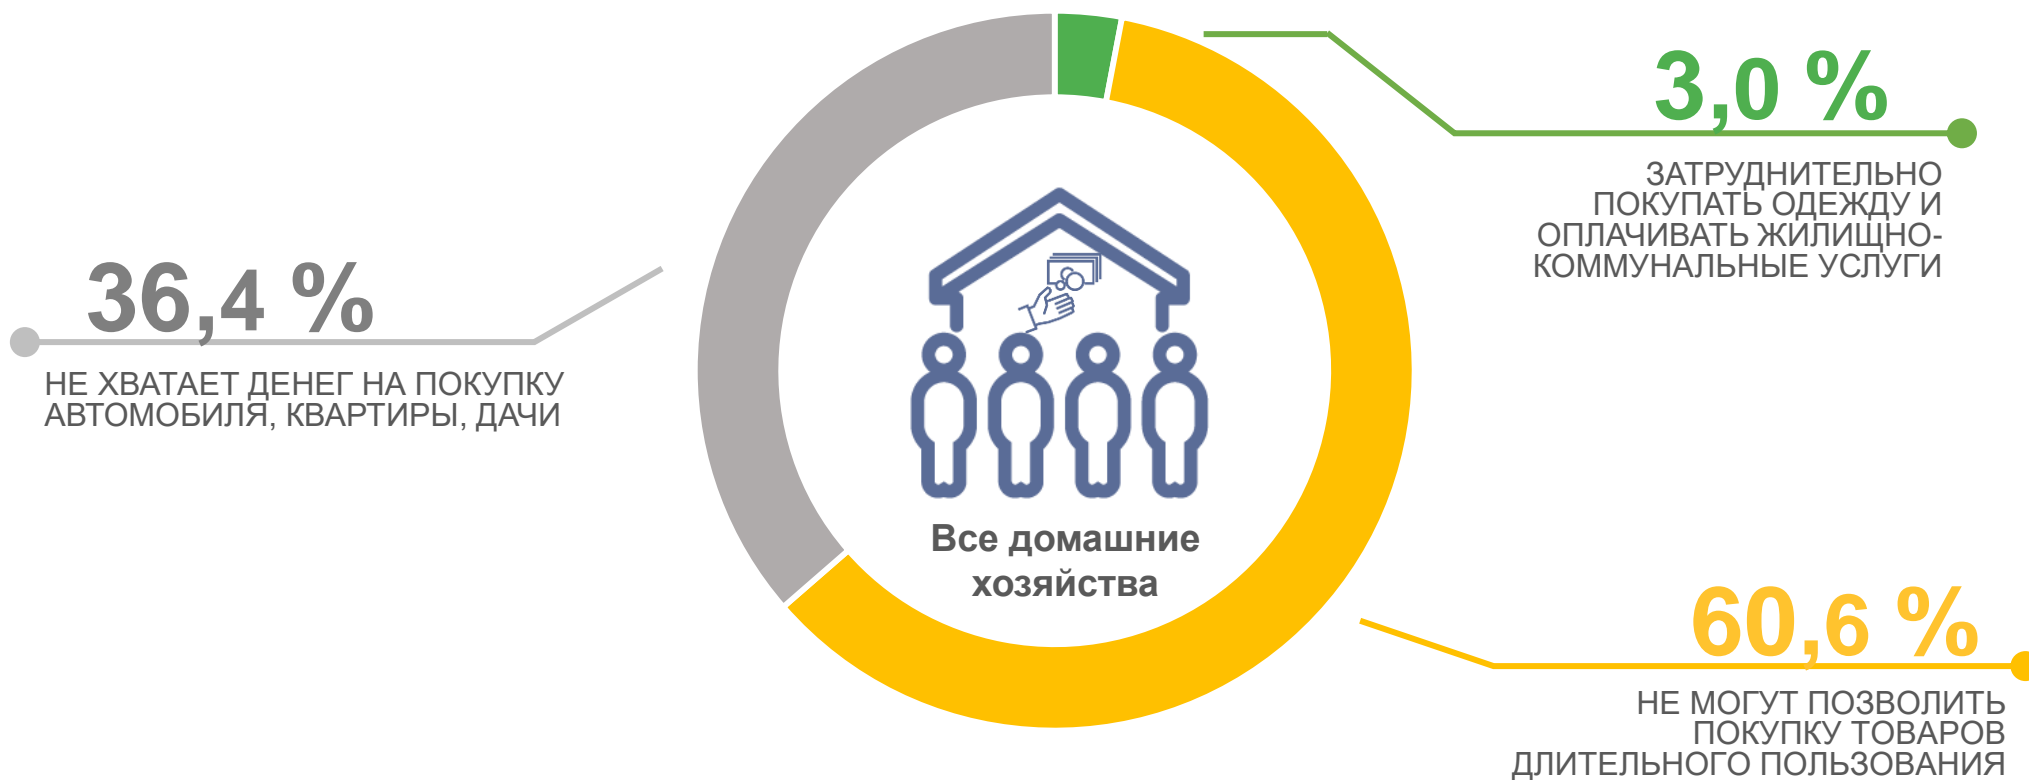 3,0 %
ЗАТРУДНИТЕЛЬНО
ПОКУПАТЬ ОДЕЖДУ И
ОПЛАЧИВАТЬ ЖИЛИЩНО-
КОММУНАЛЬНЫЕ УСЛУГИ
36,4 %
НЕ ХВАТАЕТ ДЕНЕГ НА ПОКУПКУ
АВТОМОБИЛЯ, КВАРТИРЫ, ДАЧИ
Все домашние
хозяйства
60,6 %
НЕ МОГУТ ПОЗВОЛИТЬ
ПОКУПКУ ТОВАРОВ
ДЛИТЕЛЬНОГО ПОЛЬЗОВАНИЯ